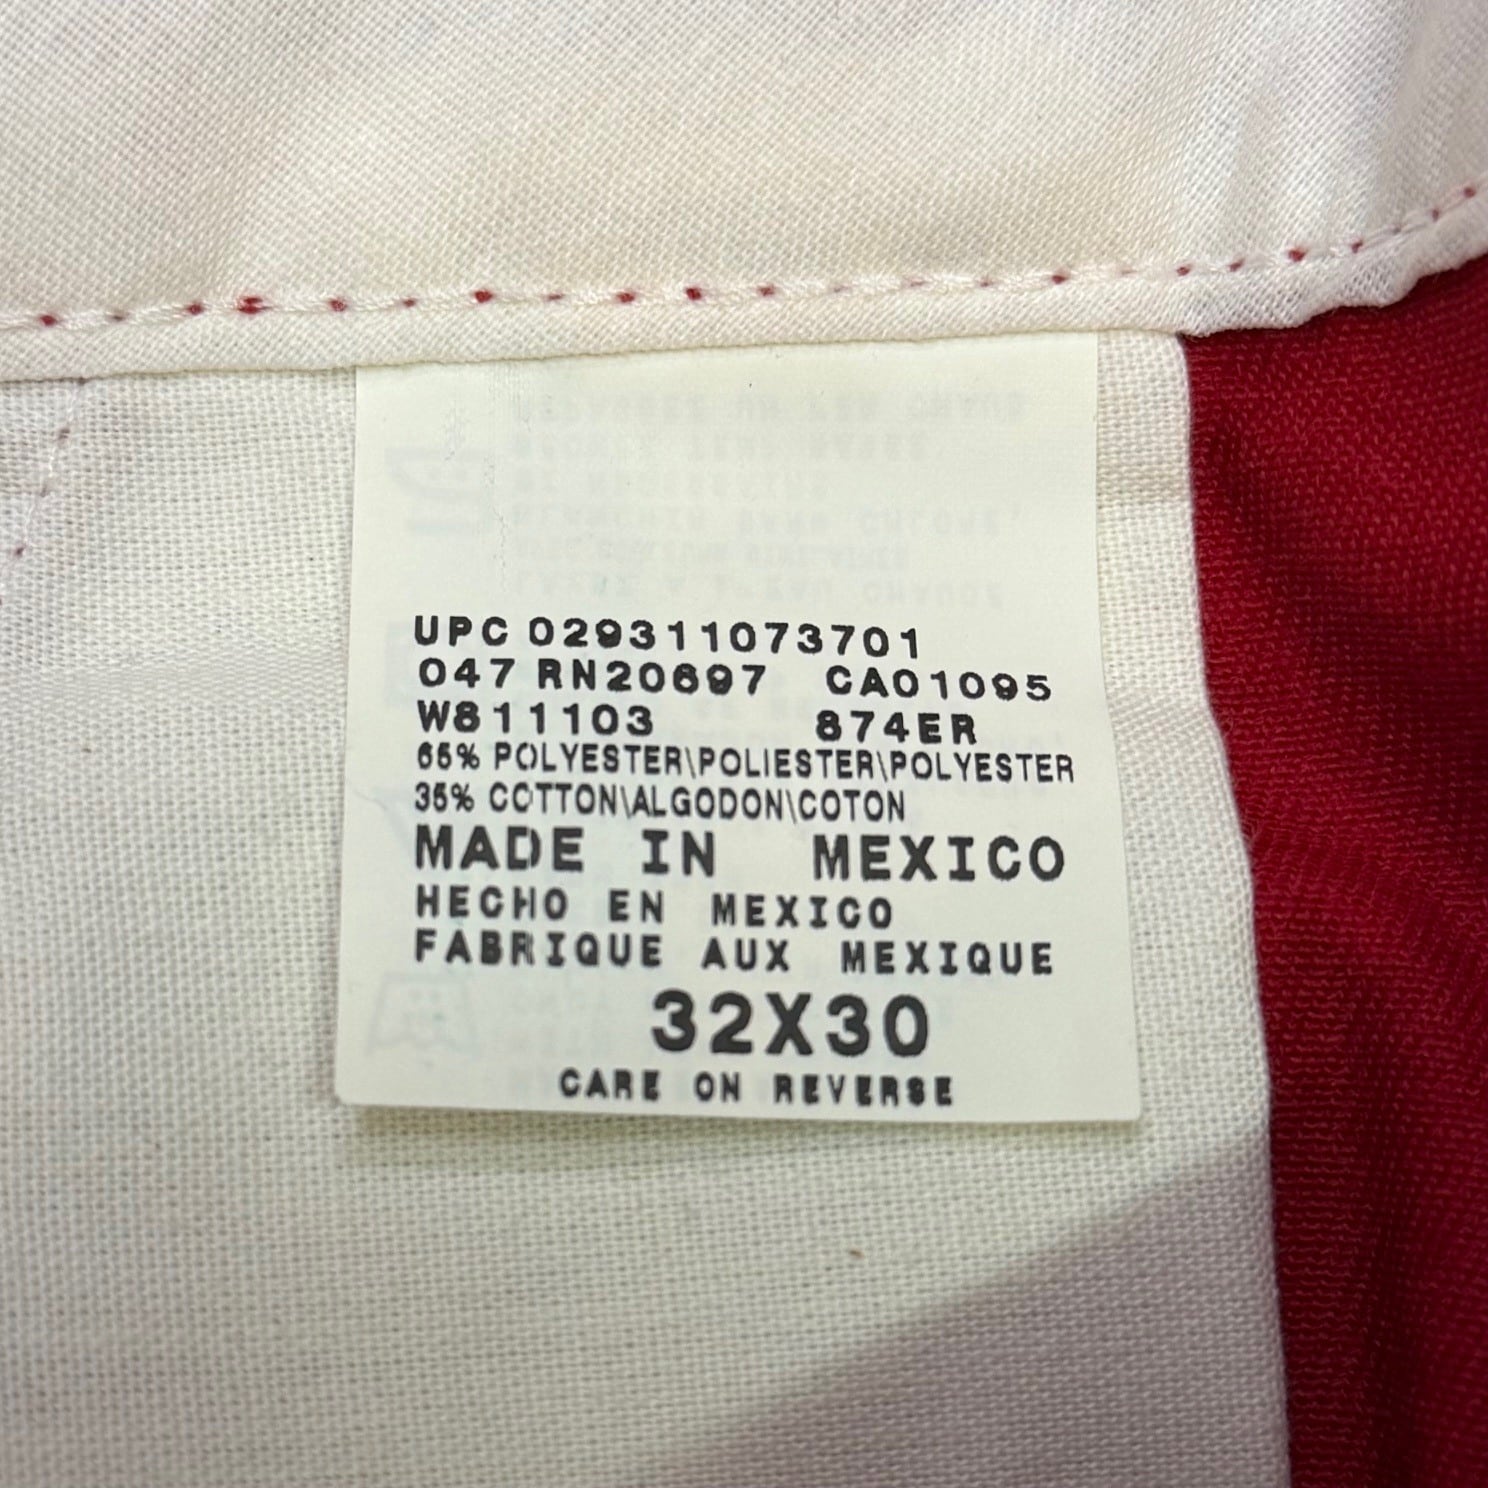 UPC 029311073701
047 RN20697 CA01095
W811103 874ER
65% POLYESTER\POLIESTER\POLYESTER
35% COTTON\ALGODON\COTON
MADE IN MEXICO
HECHO EN MEXICO
FABRIQUE AUX MEXIQUE
32X30
CARE ON REVERSE